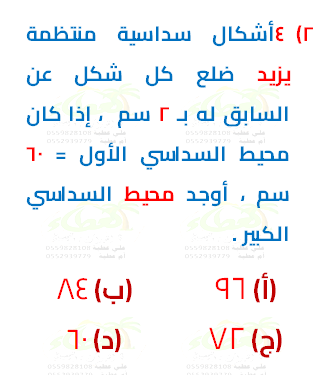 ٢) ٤أشكال سداسية منتظمة
يزيد ضلع كل شكل عن
السابق له بـ ٢ سم ، إذا كان
محيط السداسي الأول = ٦٠
سم ، أوجد محيط السداسي
الكبير .
(أ) ٩٦ (ب) ٨٤
(ج) ٧٢ (د) ٦٠